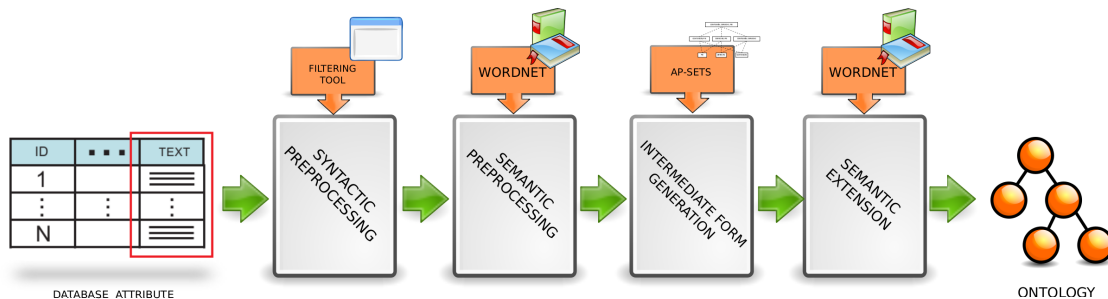 FILTERING
TOOL
WORDNET
AP-SETS
WORDNET
ID ▪ ▪ ▪ TEXT
1
N
SYNTACTIC
PREPROCESSING
SEMANTIC
PREPROCESSING
INTERMEDIATE FORM
GENERATION
SEMANTIC
EXTENSION
DATABASE ATTRIBUTE
ONTOLOGY